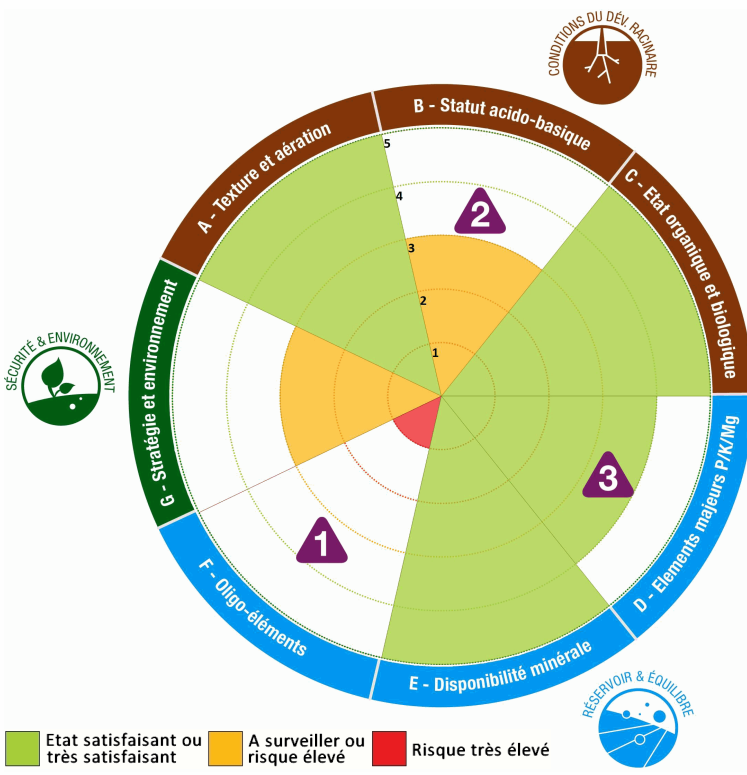 CONDITIONS DU DÉV. RACINAIRE
B - Statut acido-basique
A - Texture et aération
C - Etat organique et biologique
5
4
3
2
1
2
SÉCURITÉ & ENVIRONNEMENT
G - Stratégie et environnement
D - Elements majeurs P/K/Mg
3
1
F - Oligo-éléments
E - Disponibilité minérale
RÉSERVOIR & ÉQUILIBRE
Etat satisfaisant ou
très satisfaisant
A surveiller ou
risque élevé
Risque très élevé